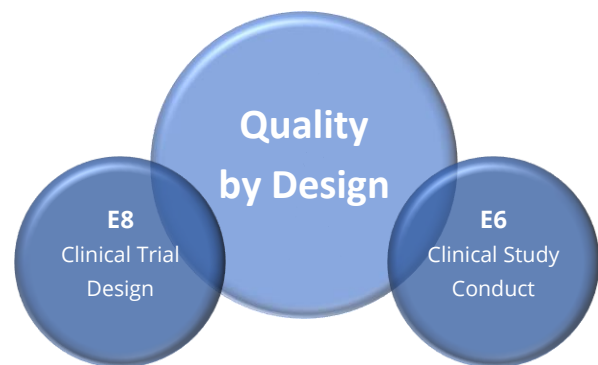 Quality
by Design
E8
Clinical Trial
Design
E6
Clinical Study
Conduct